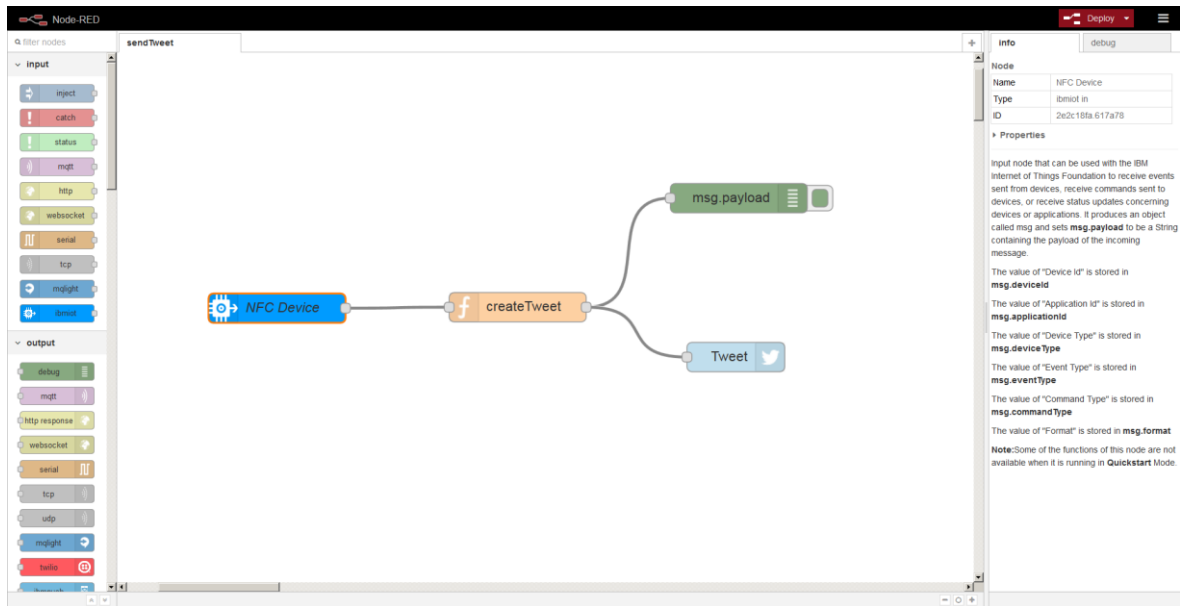 Node-RED
Deploy
filter nodes
input
inject
catch
status
mqtt
http
websocket
serial
tcp
mqlight
ibmiot
output
debug
mqtt
http response
websocket
serial
tcp
udp
mqlight
twilio
sendTweet
+
NFC Device
createTweet
msg.payload
Tweet
info
debug
Node
Name NFC Device
Type ibmiot in
ID 2e2c18fa.617a78
Properties
Input node that can be used with the IBM
Internet of Things Foundation to receive events
sent from devices, receive commands sent to
devices, or receive status updates concerning
devices or applications. It produces an object
called msg and sets msg.payload to be a String
containing the payload of the incoming
message.
The value of "Device Id" is stored in
msg.deviceId
The value of "Application Id" is stored in
msg.applicationId
The value of "Device Type" is stored in
msg.deviceType
The value of "Event Type" is stored in
msg.eventType
The value of "Command Type" is stored in
msg.commandType
The value of "Format" is stored in msg.format
Note:Some of the functions of this node are not
available when it is running in Quickstart Mode.